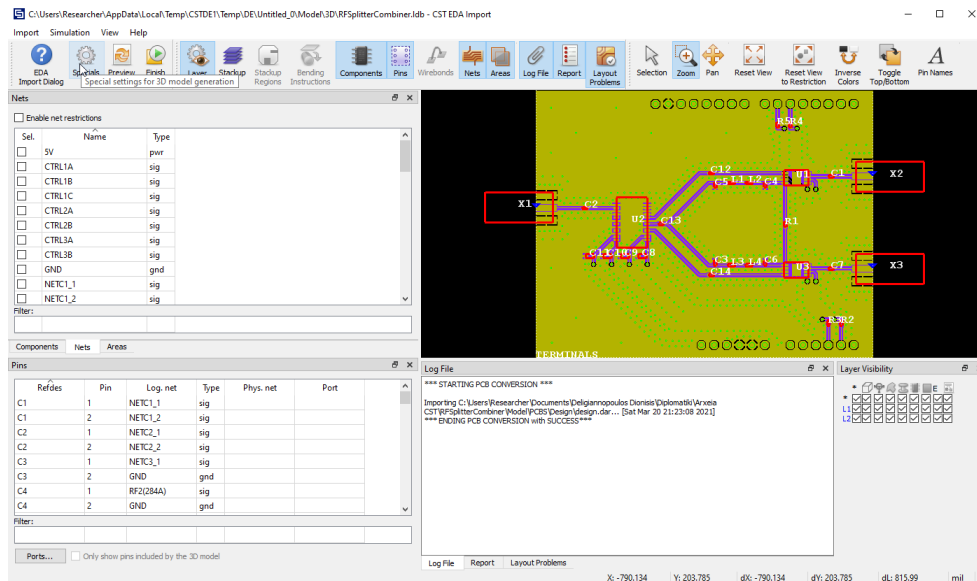 C:\Users\Researcher\AppData\Local\Temp\CSTDE1\Temp\DE\Untitled_0\Model\3D\RFSplitterCombiner.ldb - CST EDA Import
Import Simulation View Help
EDA Import Dialog
Specials
Preview
Finish
Layer
Stackup
Stackup Regions
Bending Instructions
Components
Pins
Wirebonds
Nets
Areas
Log File
Report
Layout Problems
Selection
Zoom
Pan
Reset View
Reset View to Restriction
Inverse Colors
Toggle Top/Bottom
Pin Names
Special settings for 3D model generation
Nets
Enable net restrictions
Sel. Name Type
5V pwr
CTRL1A sig
CTRL1B sig
CTRL1C sig
CTRL2A sig
CTRL2B sig
CTRL3A sig
CTRL3B sig
GND gnd
NETC1_1 sig
NETC1_2 sig
Filter:
Components Nets Areas
Pins
Refdes Pin Log. net Type Phys. net Port
C1 1 NETC1_1 sig
C1 2 NETC1_2 sig
C2 1 NETC2_1 sig
C2 2 NETC2_2 sig
C3 1 NETC3_1 sig
C3 2 GND gnd
C4 1 RF2(284A) sig
C4 2 GND gnd
Filter:
Ports... Only show pins included by the 3D model
R5R4
C12
C5 L1 L2 C4
U1
C1
X2
X1
C2
U2
C13
R1
C11C10C9 C8
C3 L3 L4 C6
C14
U3
C7
X3
R3R2
TERMINALS
Log File
*** STARTING PCB CONVERSION ***
Importing C:\Users\Researcher\Documents\Deligiannopoulos Dionisis\Diplomatiki\Arxeia
CST\RFSplitterCombiner\Model\PCBS\Design\design.dar... [Sat Mar 20 21:23:08 2021]
*** ENDING PCB CONVERSION with SUCCESS***
Log File Report Layout Problems
Layer Visibility
* E
*
L1
L2
X: -790.134 Y: 203.785 dX: -790.134 dY: 203.785 dL: 815.99 mil